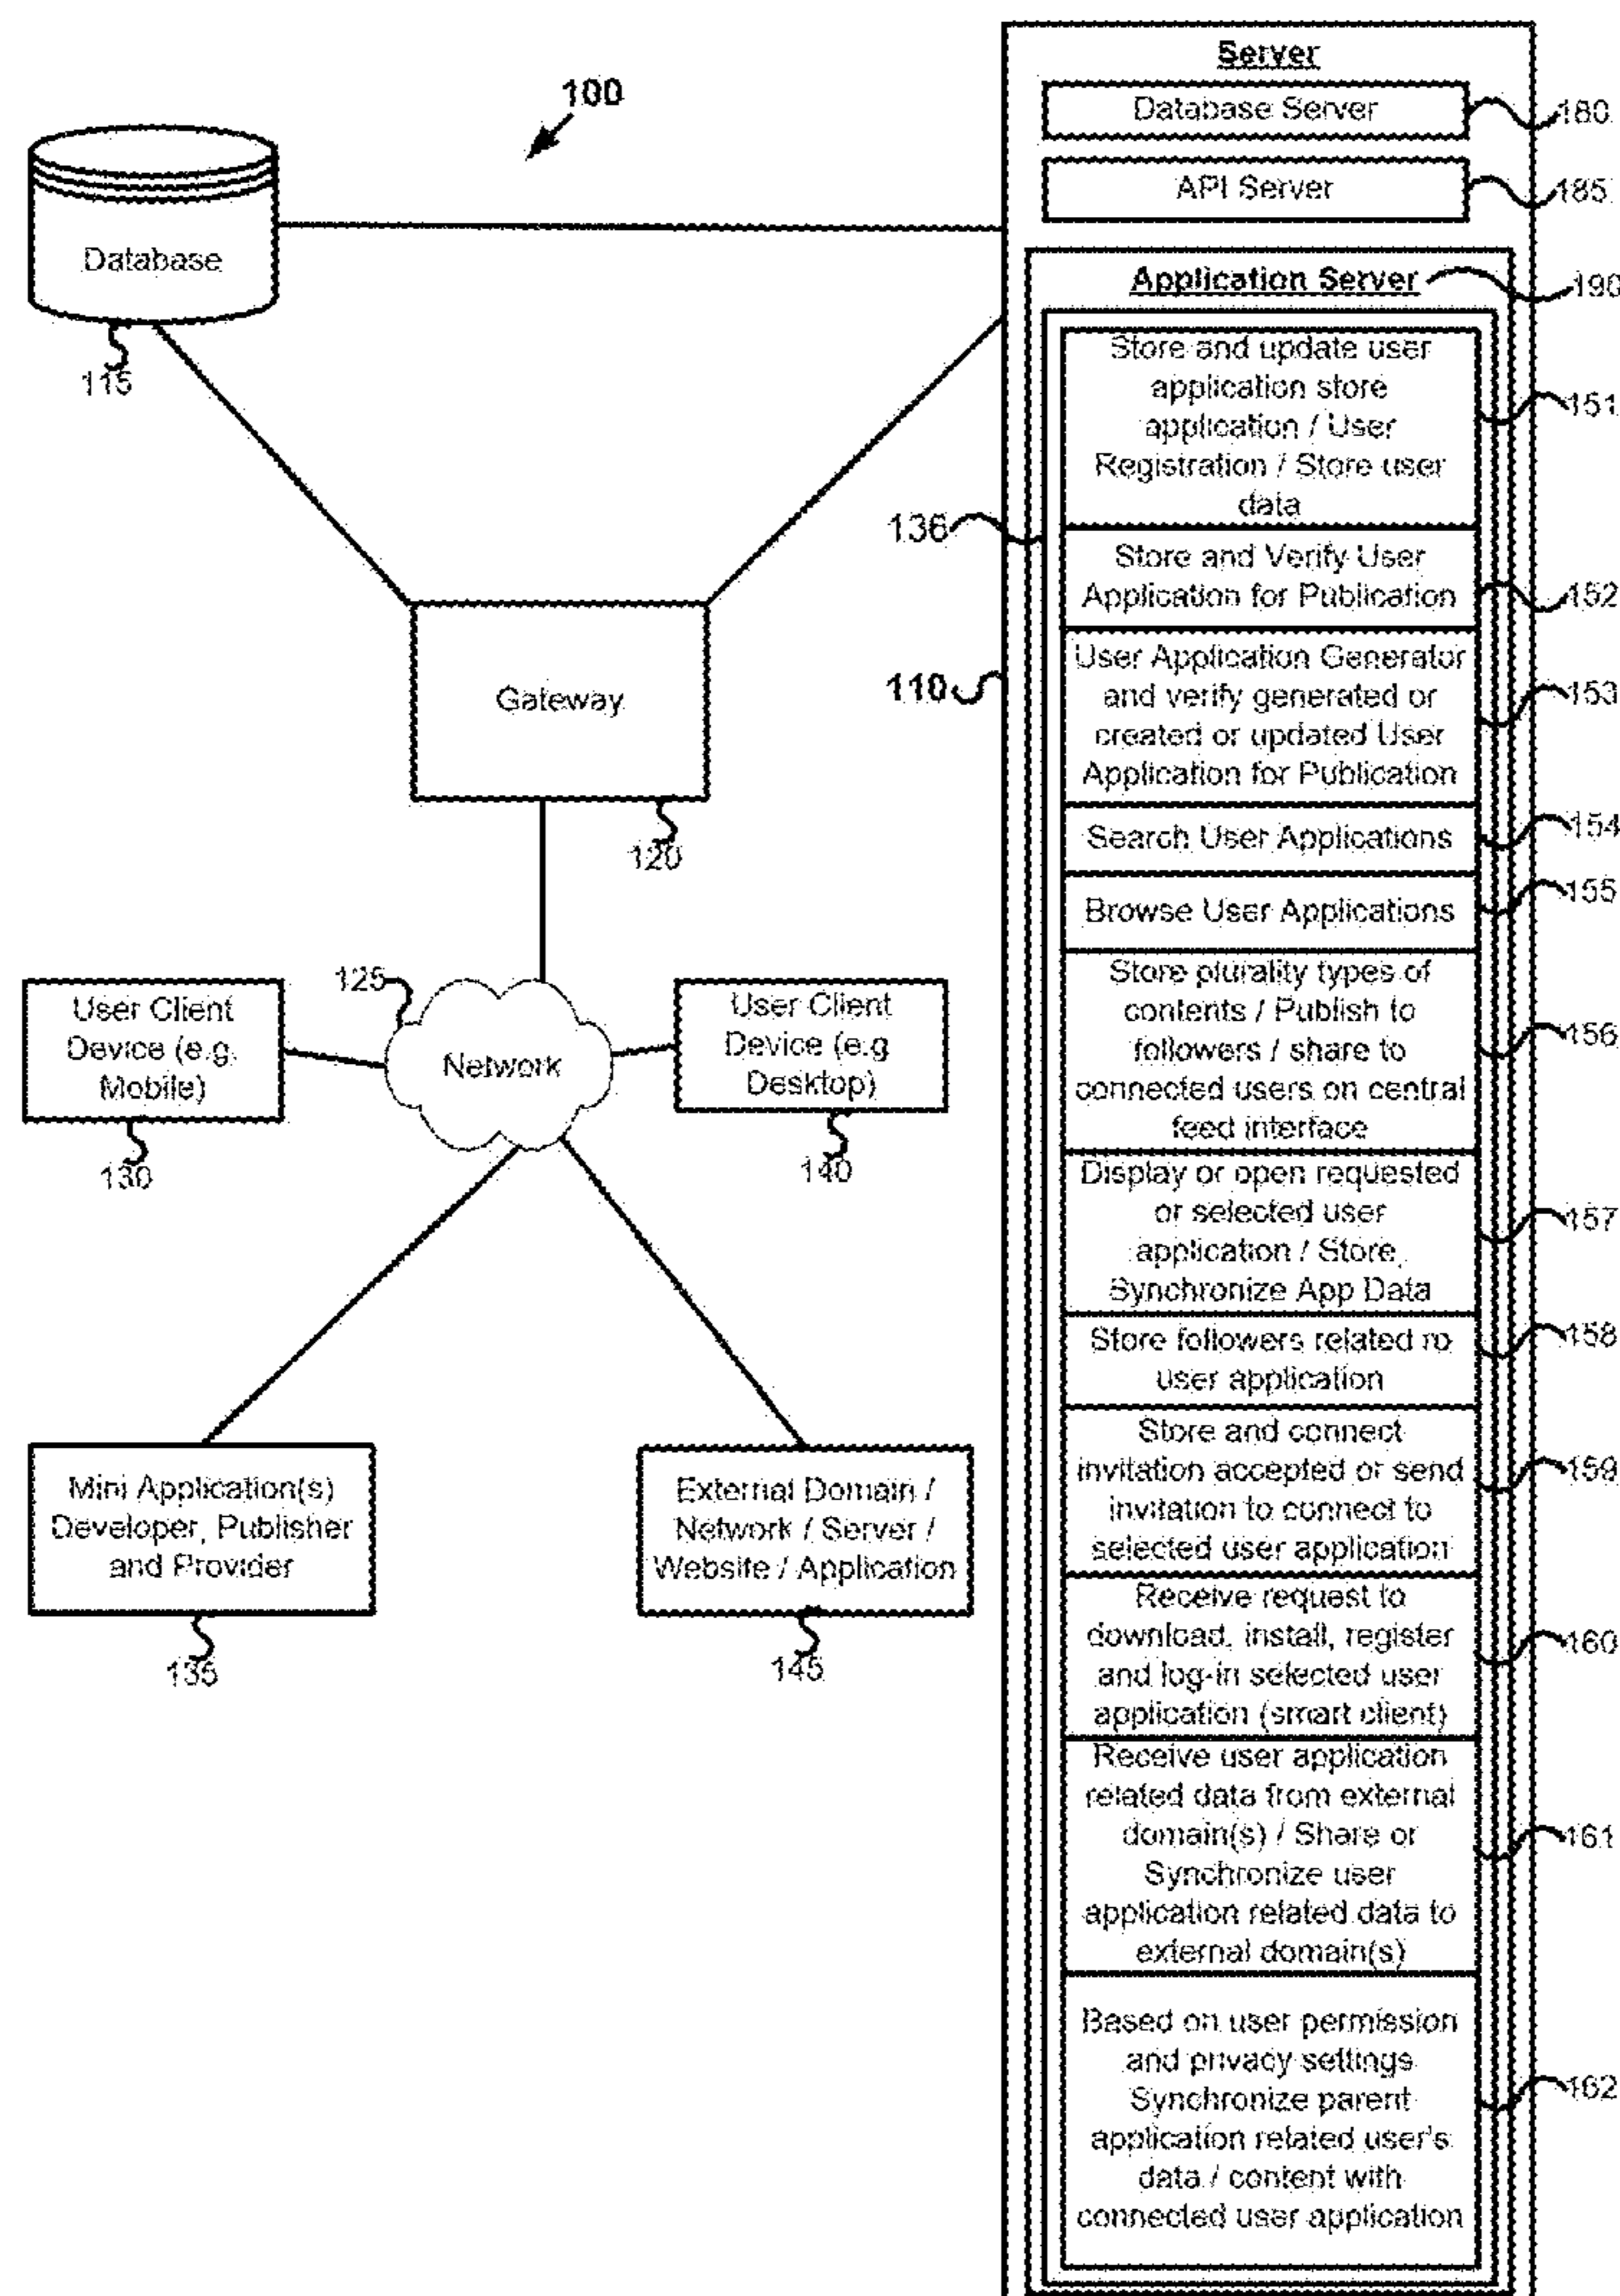 100
Database
115
Gateway
120
125
User Client
Device (e.g.
Mobile)
130
Network
User Client
Device (e.g
Desktop)
140
Mini Application(s)
Developer, Publisher
and Provider
135
External Domain /
Network / Server /
Website / Application
145
Server
Database Server
180
API Server
185
Application Server
190
136
110
Store and update user
application store
application / User
Registration / Store user
data
151
Store and Verify User
Application for Publication
152
User Application Generator
and verify generated or
created or updated User
Application for Publication
153
Search User Applications
154
Browse User Applications
155
Store plurality types of
contents / Publish to
followers / share to
connected users on central
feed interface
156
Display or open requested
or selected user
application / Store,
Synchronize App Data
157
Store followers related ro
user application
158
Store and connect
invitation accepted or send
invitation to connect to
selected user application
159
Receive request to
download, install, register
and log-in selected user
application (smart client)
160
Receive user application
related data from external
domain(s) / Share or
Synchronize user
application related data to
external domain(s)
161
Based on user permission
and privacy settings
Synchronize parent
application related user's
data / content with
connected user application
162